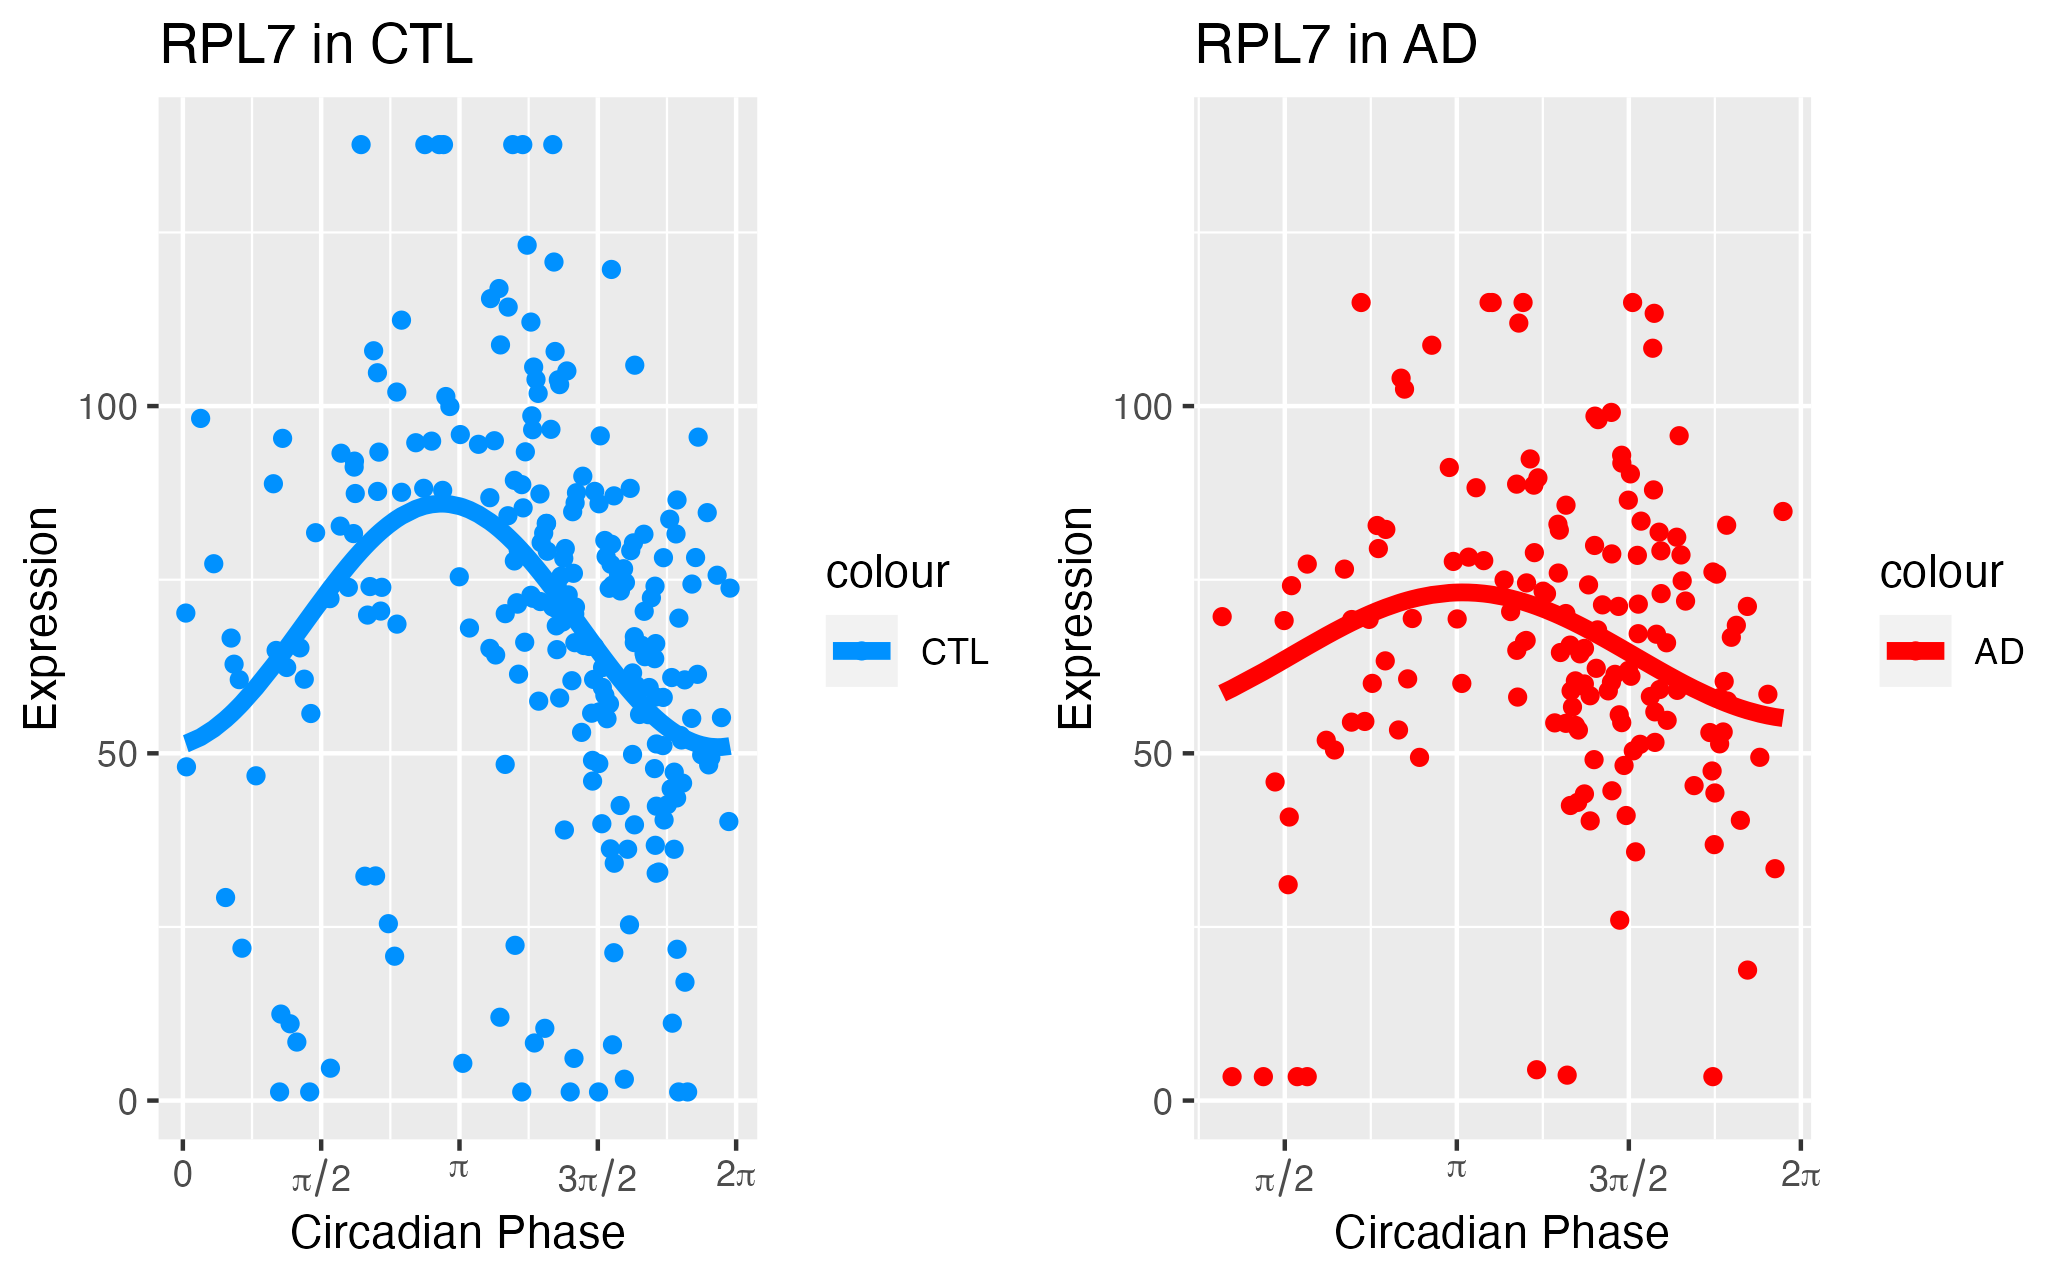 RPL7 in CTL
Expression
100
50
0
0 π/2 π 3π/2 2π
Circadian Phase
colour
CTL
RPL7 in AD
Expression
100
50
0
π/2 π 3π/2 2π
Circadian Phase
colour
AD